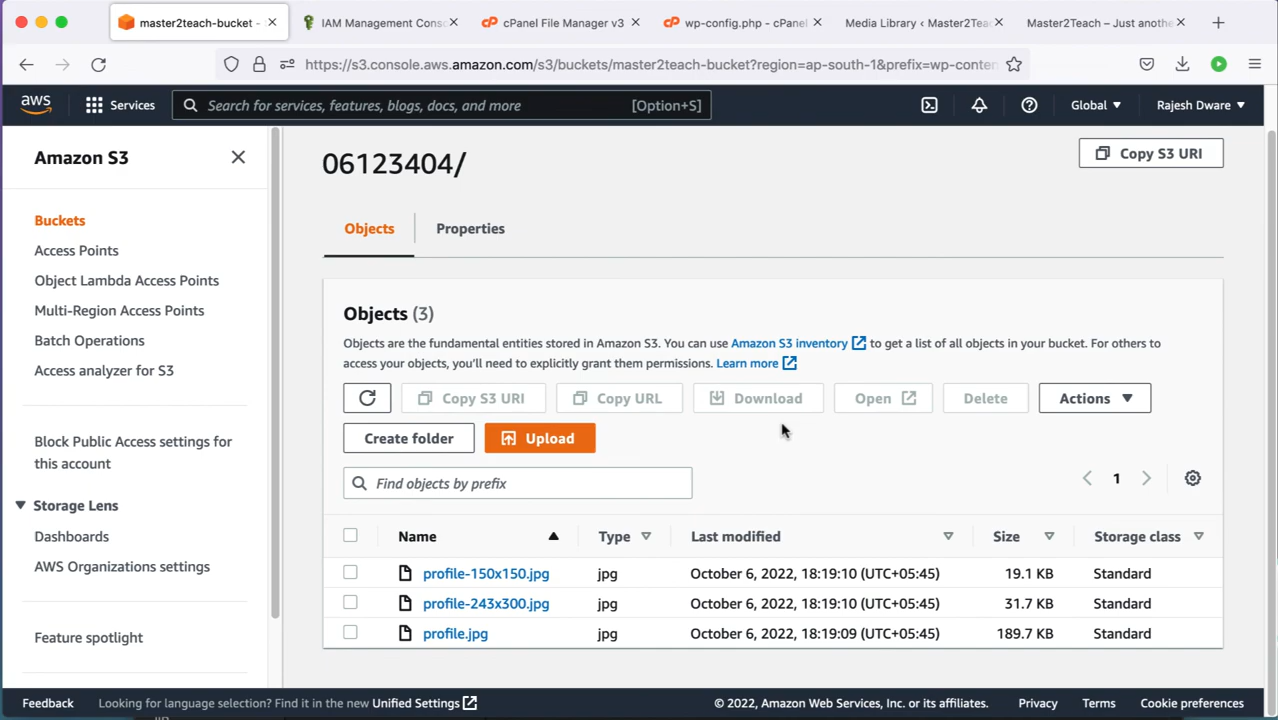 master2teach-bucket -
IAM Management Consc
cPanel File Manager v3
wp-config.php - cPanel
Media Library ‹ Master2Tea
Master2Teach – Just anothe
https://s3.console.aws.amazon.com/s3/buckets/master2teach-bucket?region=ap-south-1&prefix=wp-conten
aws
Services
Search for services, features, blogs, docs, and more
[Option+S]
Global
Rajesh Dware
Amazon S3
Buckets
Access Points
Object Lambda Access Points
Multi-Region Access Points
Batch Operations
Access analyzer for S3
Block Public Access settings for
this account
Storage Lens
Dashboards
AWS Organizations settings
Feature spotlight
06123404/
Copy S3 URI
Objects
Properties
Objects (3)
Objects are the fundamental entities stored in Amazon S3. You can use Amazon S3 inventory to get a list of all objects in your bucket. For others to
access your objects, you'll need to explicitly grant them permissions. Learn more
Copy S3 URI
Copy URL
Download
Open
Delete
Actions
Create folder
Upload
Find objects by prefix
1
Name Type Last modified Size Storage class
profile-150x150.jpg jpg October 6, 2022, 18:19:10 (UTC+05:45) 19.1 KB Standard
profile-243x300.jpg jpg October 6, 2022, 18:19:10 (UTC+05:45) 31.7 KB Standard
profile.jpg jpg October 6, 2022, 18:19:09 (UTC+05:45) 189.7 KB Standard
Feedback
Looking for language selection? Find it in the new Unified Settings
© 2022, Amazon Web Services, Inc. or its affiliates.
Privacy
Terms
Cookie preferences